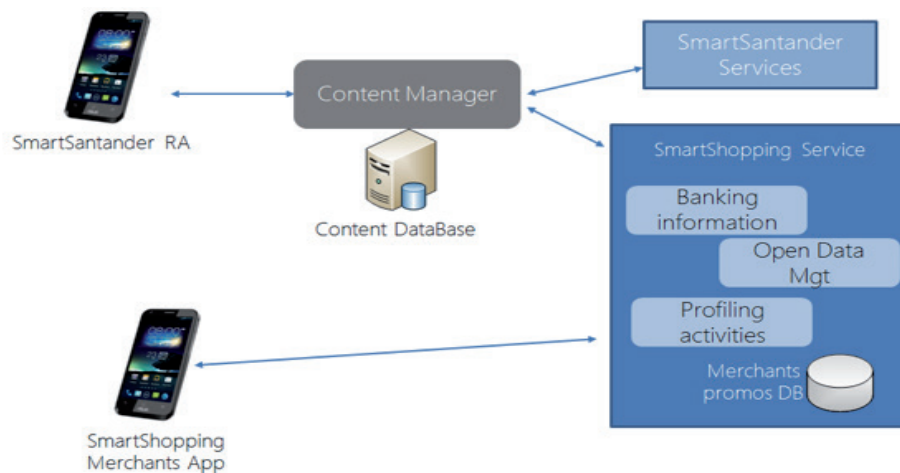 SmartSantander RA
Content Manager
Content DataBase
SmartSantander
Services
SmartShopping Service
Banking
information
Open Data
Mgt
Profiling
activities
Merchants
promos DB
SmartShopping
Merchants App